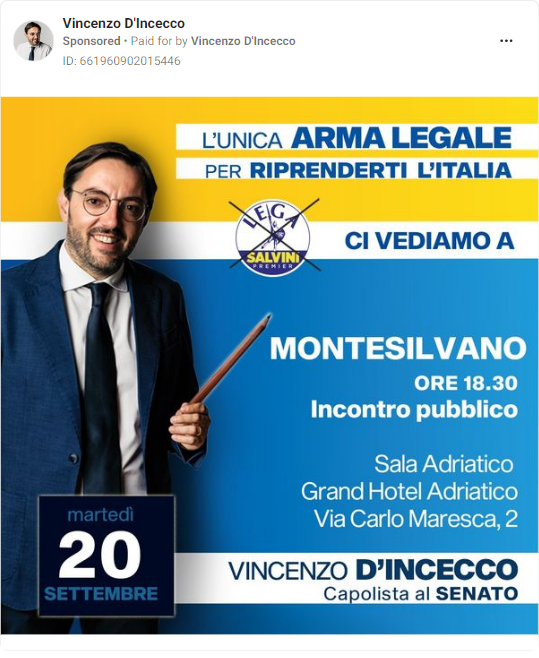 Vincenzo D'Incecco
Sponsored • Paid for by Vincenzo D'Incecco
ID: 661960902015446
L'UNICA ARMA LEGALE
PER RIPRENDERTI L'ITALIA
LEGA
SALVINI
PREMIER
CI VEDIAMO A
MONTESILVANO
ORE 18.30
Incontro pubblico
Sala Adriatico
Grand Hotel Adriatico
Via Carlo Maresca, 2
martedì
20
SETTEMBRE
VINCENZO D'INCECCO
Capolista al SENATO